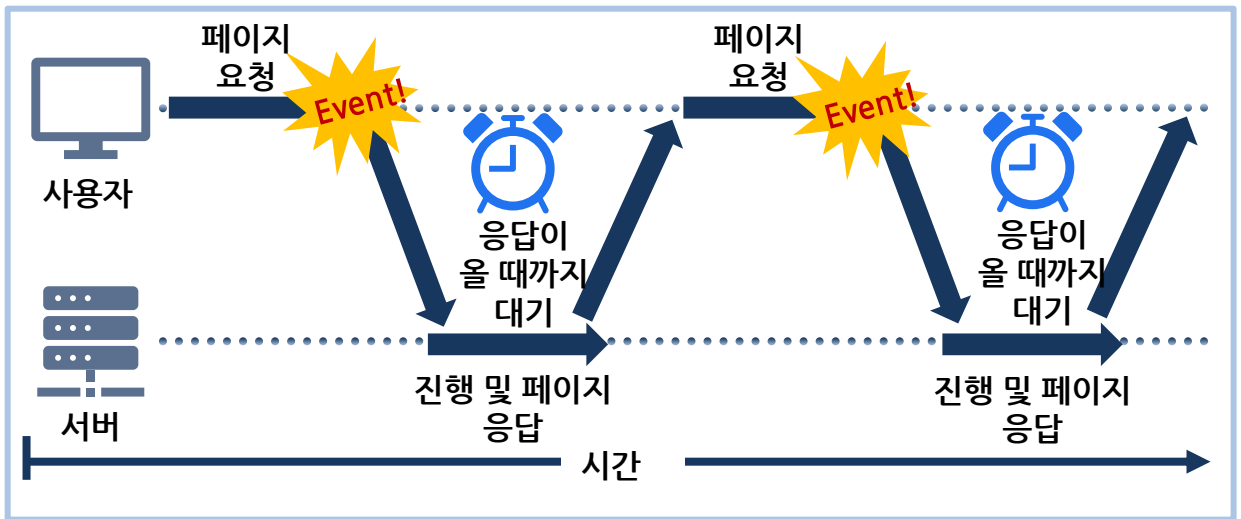 페이지
요청
Event!
페이지
요청
Event!
사용자
응답이
올 때까지
대기
응답이
올 때까지
대기
진행 및 페이지
응답
진행 및 페이지
응답
서버
시간